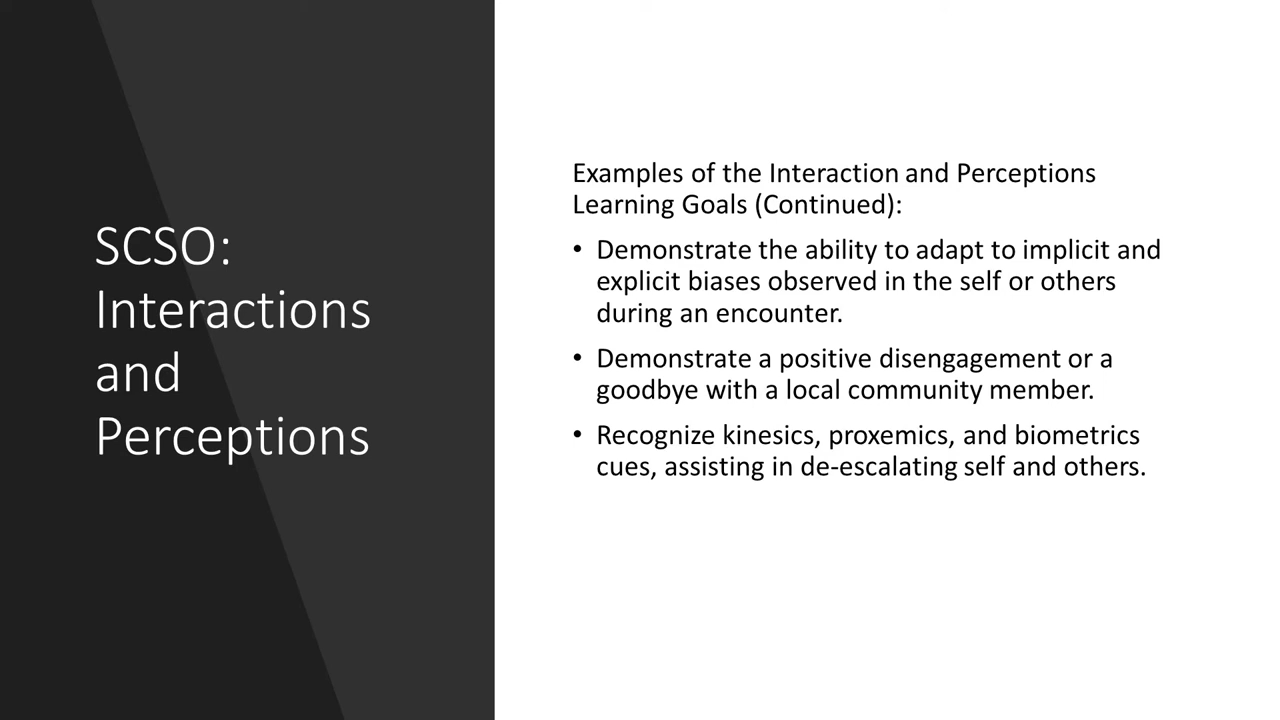 SCSO:
Interactions
and
Perceptions
Examples of the Interaction and Perceptions
Learning Goals (Continued):
• Demonstrate the ability to adapt to implicit and
explicit biases observed in the self or others
during an encounter.
• Demonstrate a positive disengagement or a
goodbye with a local community member.
• Recognize kinesics, proxemics, and biometrics
cues, assisting in de-escalating self and others.